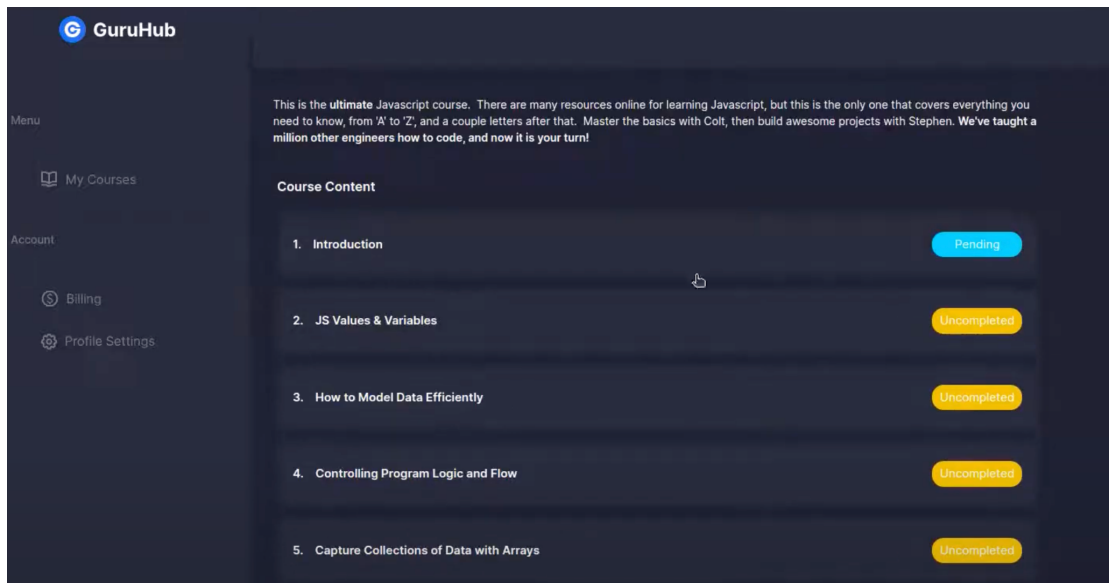 GuruHub
Menu
My Courses
Account
Billing
Profile Settings
This is the ultimate Javascript course. There are many resources online for learning Javascript, but this is the only one that covers everything you
need to know, from 'A' to 'Z', and a couple letters after that. Master the basics with Colt, then build awesome projects with Stephen. We've taught a
million other engineers how to code, and now it is your turn!
Course Content
1. Introduction Pending
2. JS Values & Variables Uncompleted
3. How to Model Data Efficiently Uncompleted
4. Controlling Program Logic and Flow Uncompleted
5. Capture Collections of Data with Arrays Uncompleted